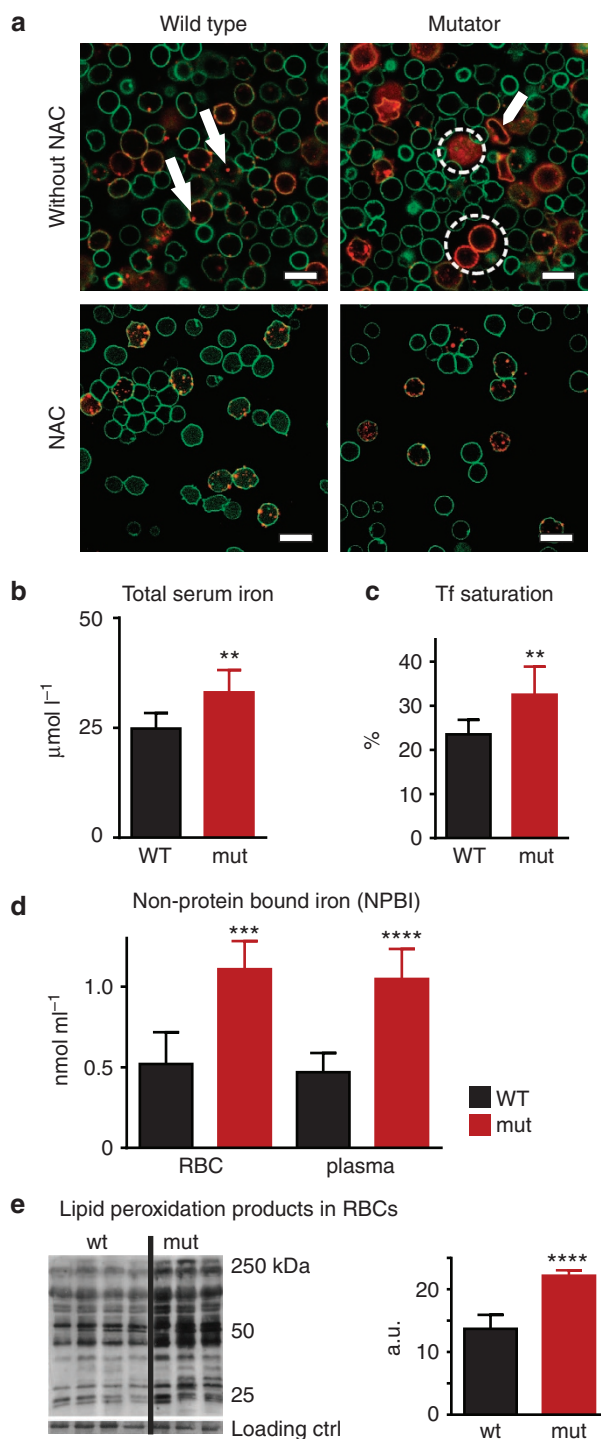 a
Wild type
Mutator
Without NAC
NAC
b
Total serum iron
50
25
0
µmol l⁻¹
**
WT
mut
c
Tf saturation
40
30
20
10
0
%
**
WT
mut
d
Non-protein bound iron (NPBI)
1.0
0.5
0
nmol ml⁻¹
***
****
RBC
plasma
WT
mut
e
Lipid peroxidation products in RBCs
wt
mut
250 kDa
50
25
Loading ctrl
20
10
0
a.u.
****
wt
mut